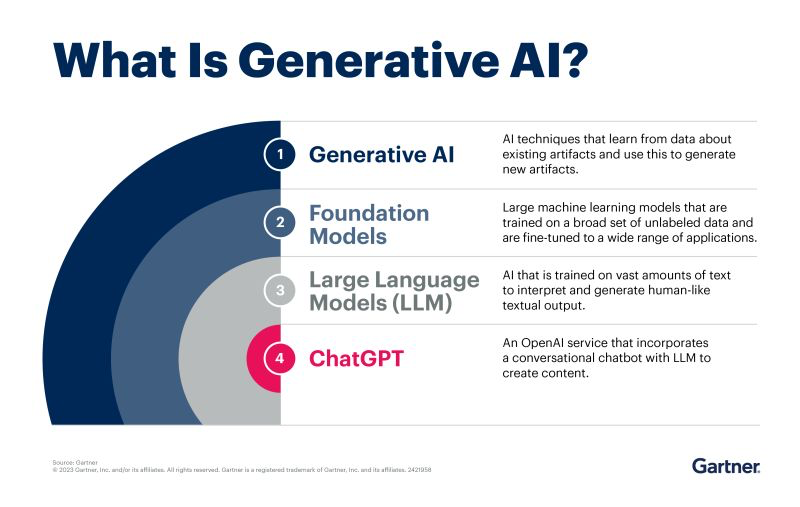 What Is Generative AI?
1
Generative AI
AI techniques that learn from data about
existing artifacts and use this to generate
new artifacts.
2
Foundation
Models
Large machine learning models that are
trained on a broad set of unlabeled data and
are fine-tuned to a wide range of applications.
3
Large Language
Models (LLM)
AI that is trained on vast amounts of text
to interpret and generate human-like
textual output.
4
ChatGPT
An OpenAI service that incorporates
a conversational chatbot with LLM to
create content.
Source: Gartner
© 2023 Gartner, Inc. and/or its affiliates. All rights reserved. Gartner is a registered trademark of Gartner, Inc. and its affiliates. 2421958
Gartner